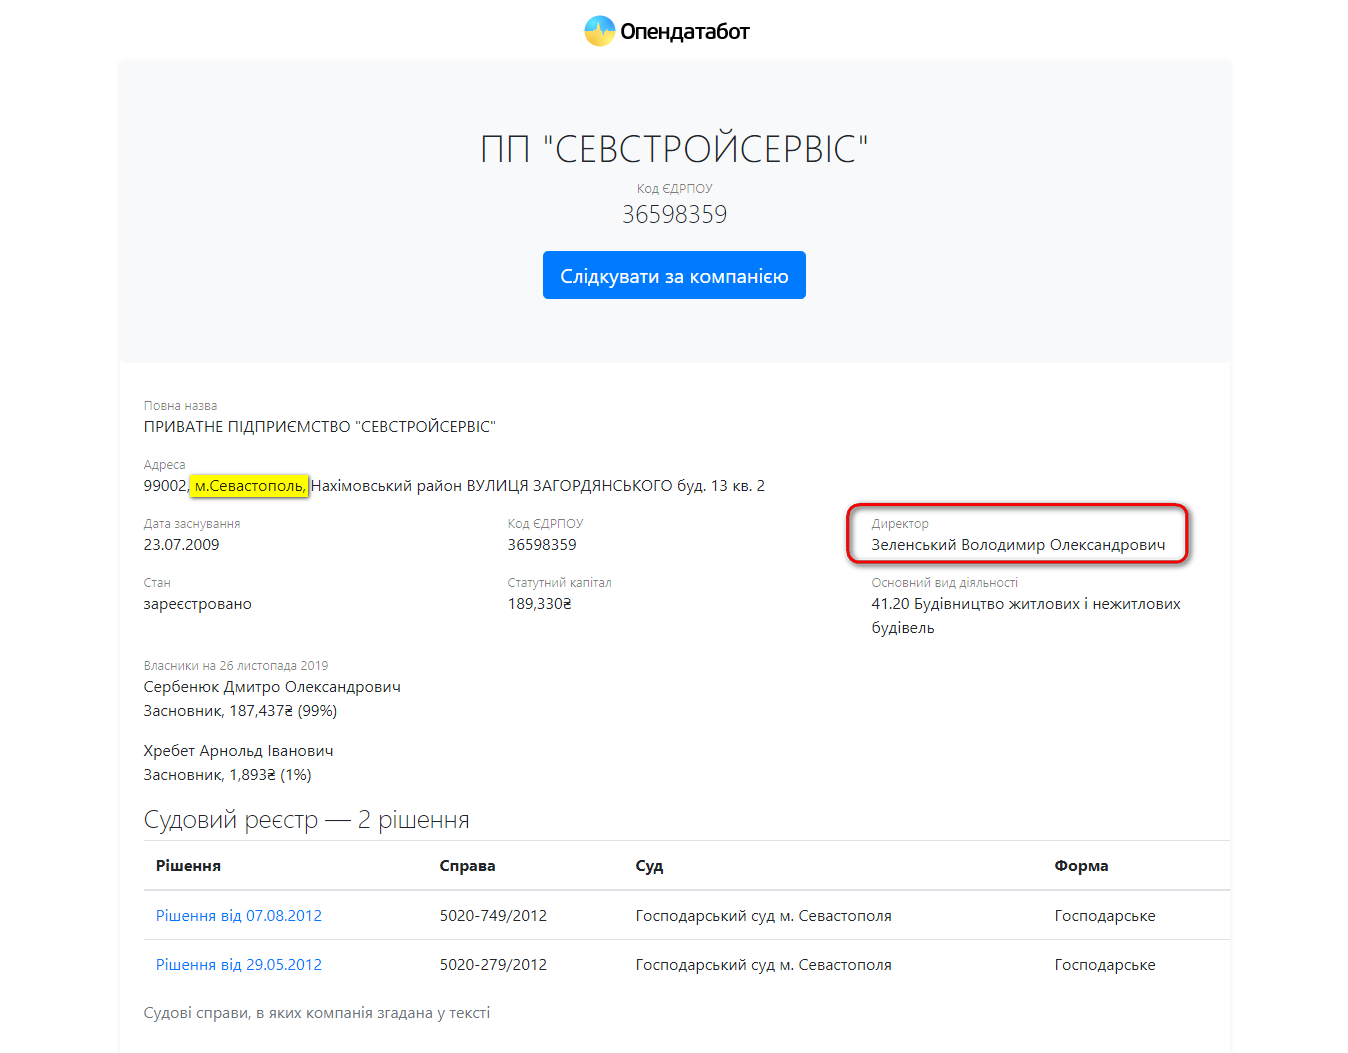 Опендатабот
ПП "СЕВСТРОЙСЕРВІС"
Код ЄДРПОУ
36598359
Слідкувати за компанією
Повна назва
ПРИВАТНЕ ПІДПРИЄМСТВО "СЕВСТРОЙСЕРВІС"
Адреса
99002, м.Севастополь, Нахімовський район ВУЛИЦЯ ЗАГОРДЯНСЬКОГО буд. 13 кв. 2
Дата заснування
23.07.2009
Код ЄДРПОУ
36598359
Директор
Зеленський Володимир Олександрович
Стан
зареєстровано
Статутний капітал
189,330₴
Основний вид діяльності
41.20 Будівництво житлових і нежитлових
будівель
Власники на 26 листопада 2019
Сербенюк Дмитро Олександрович
Засновник, 187,437₴ (99%)
Хребет Арнольд Іванович
Засновник, 1,893₴ (1%)
Судовий реєстр — 2 рішення
Рішення Справа Суд Форма
Рішення від 07.08.2012 5020-749/2012 Господарський суд м. Севастополя Господарське
Рішення від 29.05.2012 5020-279/2012 Господарський суд м. Севастополя Господарське
Судові справи, в яких компанія згадана у тексті